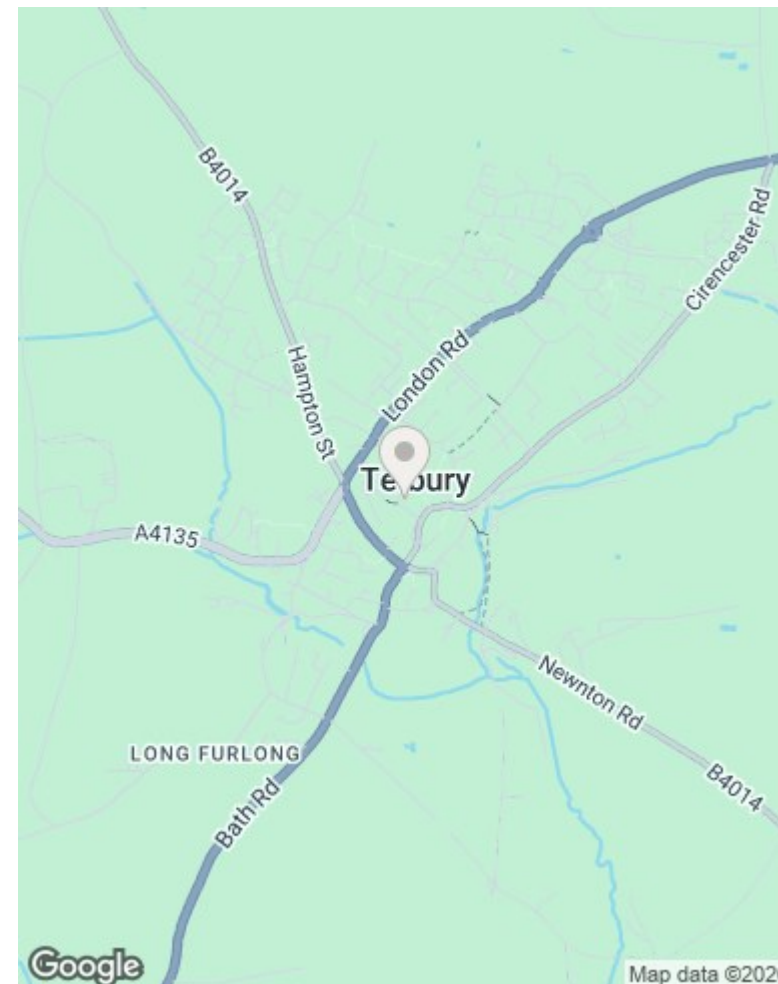 B4014
Cirencester Rd
London Rd
Hampton St
Tetbury
A4135
Newnton Rd
LONG FURLONG
B4014
Bath Rd
Google
Map data ©202